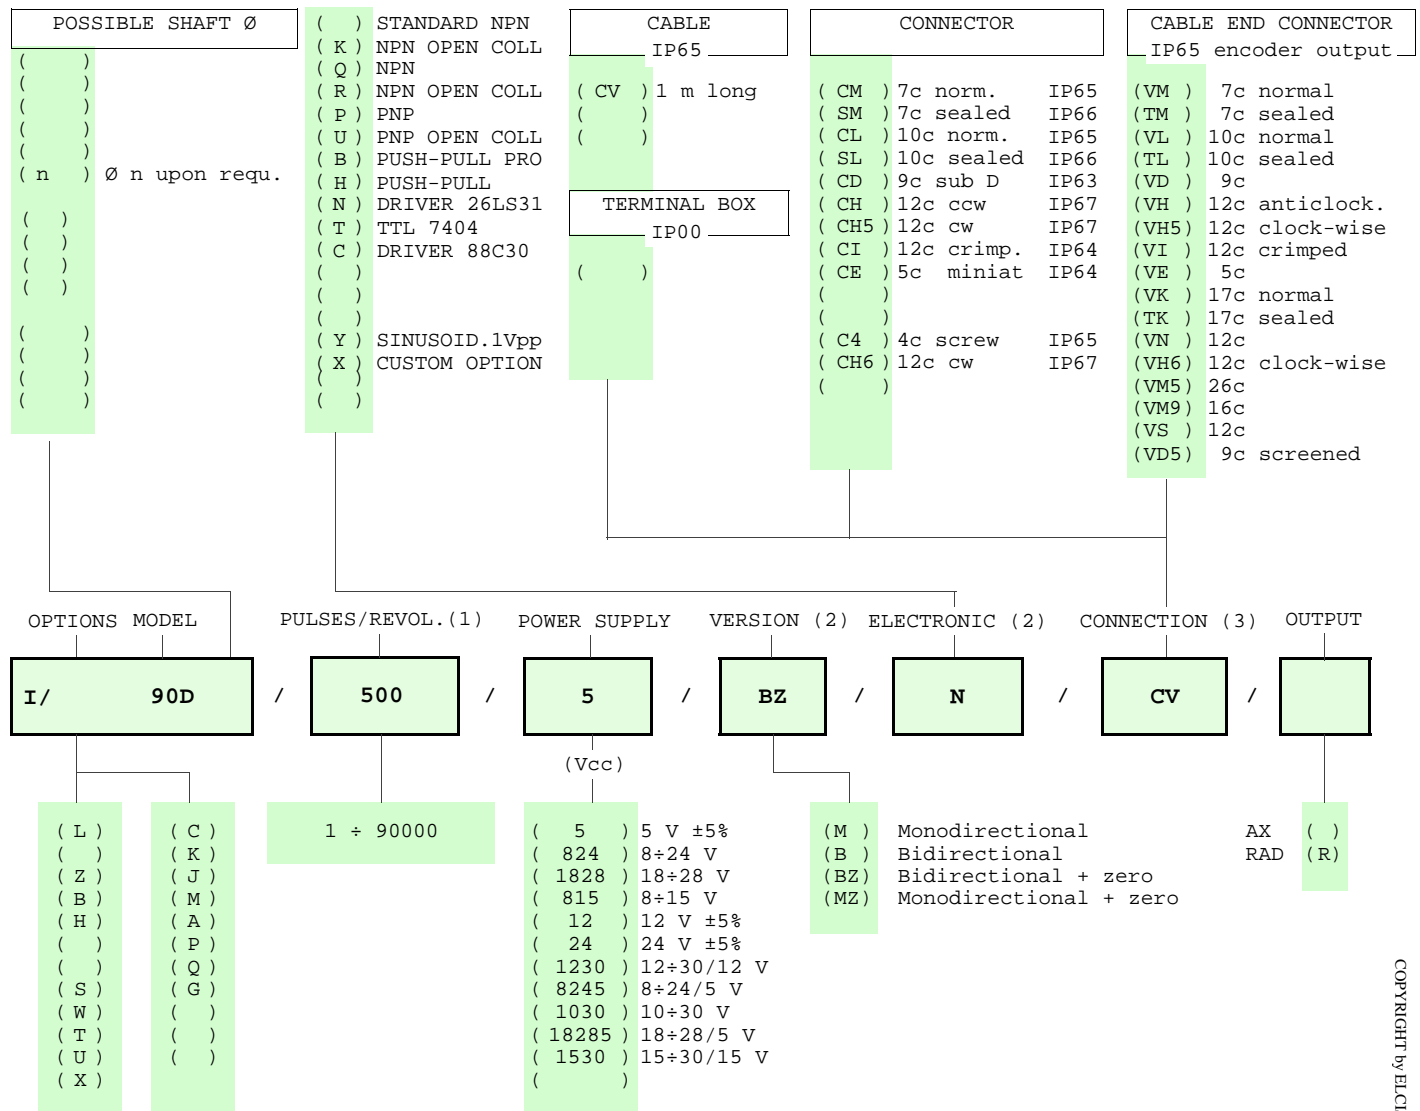 POSSIBLE SHAFT Ø
( )
( )
( )
( )
( )
( n ) Ø n upon requ.
( )
( )
( )
( )
( )
( )
( )
( )
( ) STANDARD NPN
( K ) NPN OPEN COLL
( Q ) NPN
( R ) NPN OPEN COLL
( P ) PNP
( U ) PNP OPEN COLL
( B ) PUSH-PULL PRO
( H ) PUSH-PULL
( N ) DRIVER 26LS31
( T ) TTL 7404
( C ) DRIVER 88C30
( )
( )
( )
( Y ) SINUSOID.1Vpp
( X ) CUSTOM OPTION
( )
( )
CABLE
IP65
( CV ) 1 m long
( )
( )
TERMINAL BOX
IP00
( )
CONNECTOR
( CM ) 7c norm. IP65
( SM ) 7c sealed IP66
( CL ) 10c norm. IP65
( SL ) 10c sealed IP66
( CD ) 9c sub D IP63
( CH ) 12c ccw IP67
( CH5 ) 12c cw IP67
( CI ) 12c crimp. IP64
( CE ) 5c miniat IP64
( )
( )
( C4 ) 4c screw IP65
( CH6 ) 12c cw IP67
( )
CABLE END CONNECTOR
IP65 encoder output
(VM ) 7c normal
(TM ) 7c sealed
(VL ) 10c normal
(TL ) 10c sealed
(VD ) 9c
(VH ) 12c anticlock.
(VH5) 12c clock-wise
(VI ) 12c crimped
(VE ) 5c
(VK ) 17c normal
(TK ) 17c sealed
(VN ) 12c
(VH6) 12c clock-wise
(VM5) 26c
(VM9) 16c
(VS ) 12c
(VD5) 9c screened
OPTIONS MODEL PULSES/REVOL.(1) POWER SUPPLY VERSION (2) ELECTRONIC (2) CONNECTION (3) OUTPUT
I/ 90D / 500 / 5 / BZ / N / CV /
(Vcc)
( L )
( )
( Z )
( B )
( H )
( )
( )
( S )
( W )
( T )
( U )
( X )
( C )
( K )
( J )
( M )
( A )
( P )
( Q )
( G )
( )
( )
( )
1 ÷ 90000
( 5 ) 5 V ±5%
( 824 ) 8÷24 V
( 1828 ) 18÷28 V
( 815 ) 8÷15 V
( 12 ) 12 V ±5%
( 24 ) 24 V ±5%
( 1230 ) 12÷30/12 V
( 8245 ) 8÷24/5 V
( 1030 ) 10÷30 V
( 18285 ) 18÷28/5 V
( 1530 ) 15÷30/15 V
( )
(M ) Monodirectional
(B ) Bidirectional
(BZ) Bidirectional + zero
(MZ) Monodirectional + zero
AX ( )
RAD (R)
COPYRIGHT by ELCI